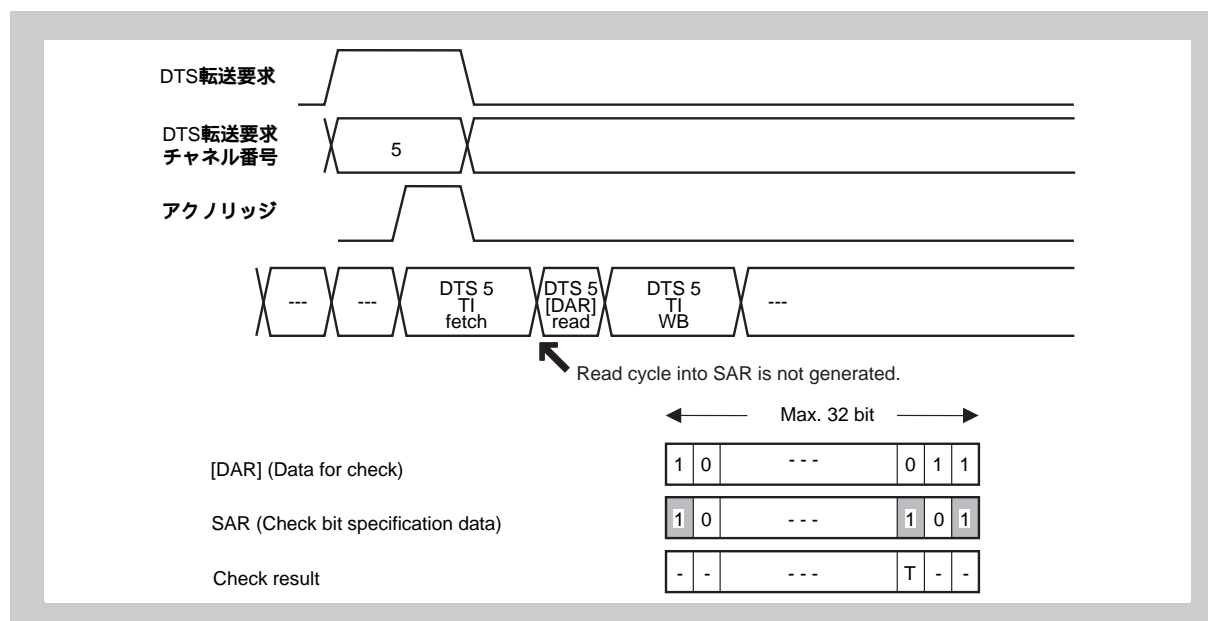 DTS転送要求
DTS転送要求
チャネル番号
5
アクノリッジ
---
---
DTS 5
TI
fetch
DTS 5
[DAR]
read
DTS 5
TI
WB
---
Read cycle into SAR is not generated.
Max. 32 bit
[DAR] (Data for check)
1 0 - - - 0 1 1
SAR (Check bit specification data)
1 0 - - - 1 0 1
Check result
- - - - - T - -